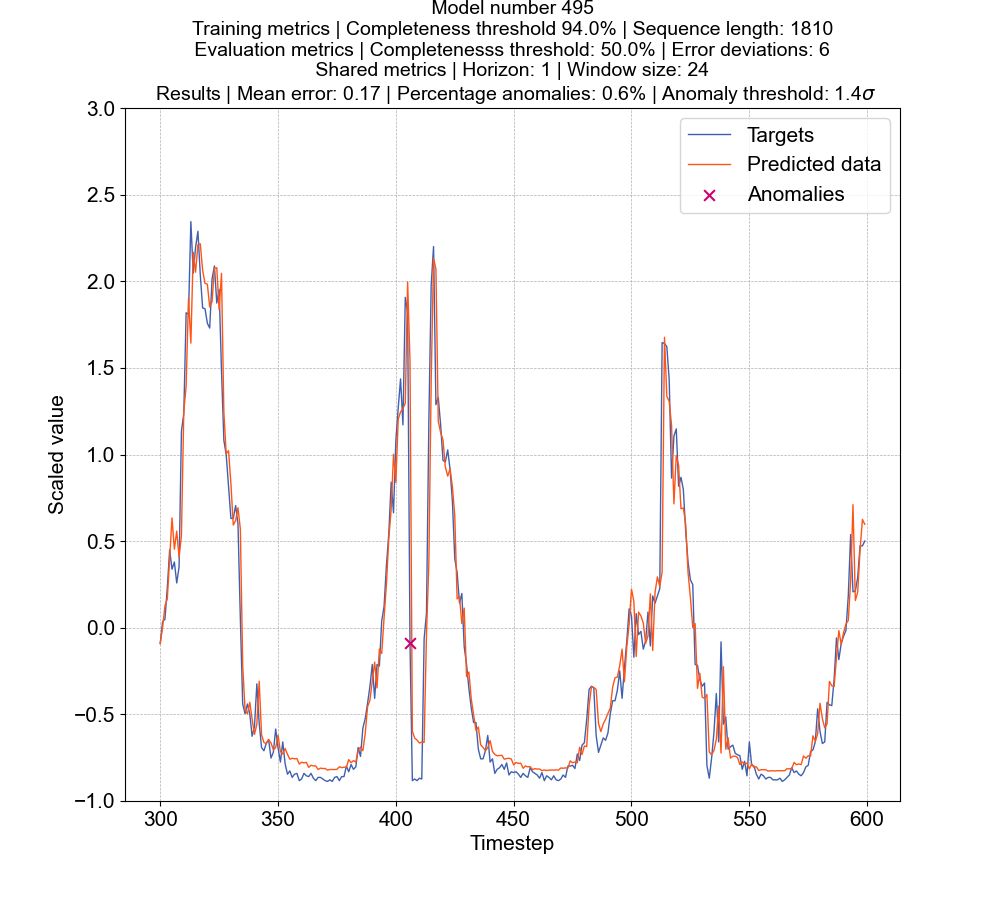 Model number 495
Training metrics | Completeness threshold 94.0% | Sequence length: 1810
Evaluation metrics | Completenesss threshold: 50.0% | Error deviations: 6
Shared metrics | Horizon: 1 | Window size: 24
Results | Mean error: 0.17 | Percentage anomalies: 0.6% | Anomaly threshold: 1.4σ
Targets
Predicted data
Anomalies
3.0
2.5
2.0
1.5
1.0
0.5
0.0
−0.5
−1.0
Scaled value
300
350
400
450
500
550
600
Timestep